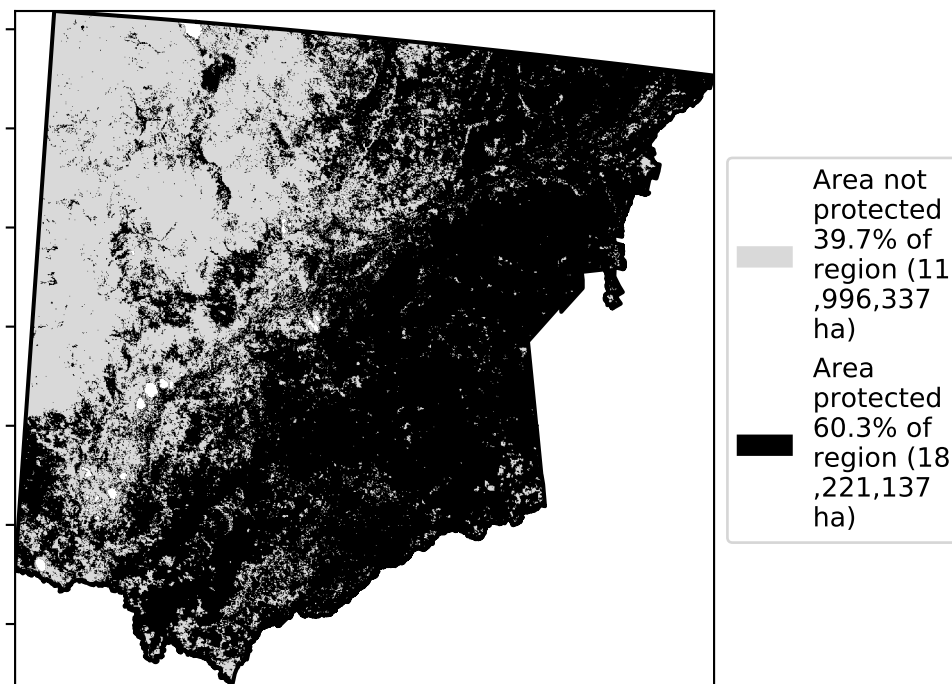 Area not
protected
39.7% of
region (11
,996,337
ha)
Area
protected
60.3% of
region (18
,221,137
ha)